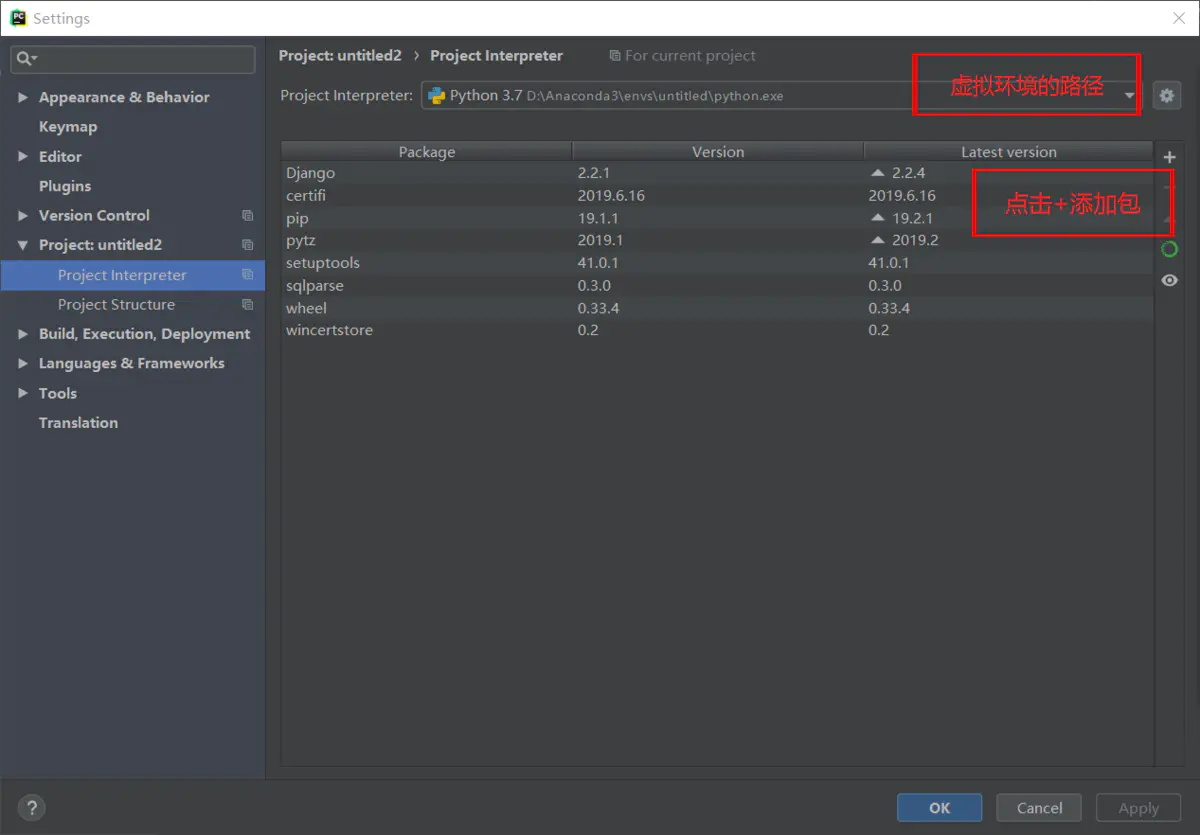 Settings
Project: untitled2 › Project Interpreter For current project
Project Interpreter: Python 3.7 D:\Anaconda3\envs\untitled\python.exe
虚拟环境的路径
Appearance & Behavior
Keymap
Editor
Plugins
Version Control
Project: untitled2
Project Interpreter
Project Structure
Build, Execution, Deployment
Languages & Frameworks
Tools
Translation
Package Version Latest version
Django 2.2.1 2.2.4
certifi 2019.6.16 2019.6.16
pip 19.1.1 19.2.1
pytz 2019.1 2019.2
setuptools 41.0.1 41.0.1
sqlparse 0.3.0 0.3.0
wheel 0.33.4 0.33.4
wincertstore 0.2 0.2
点击+添加包
? OK Cancel Apply